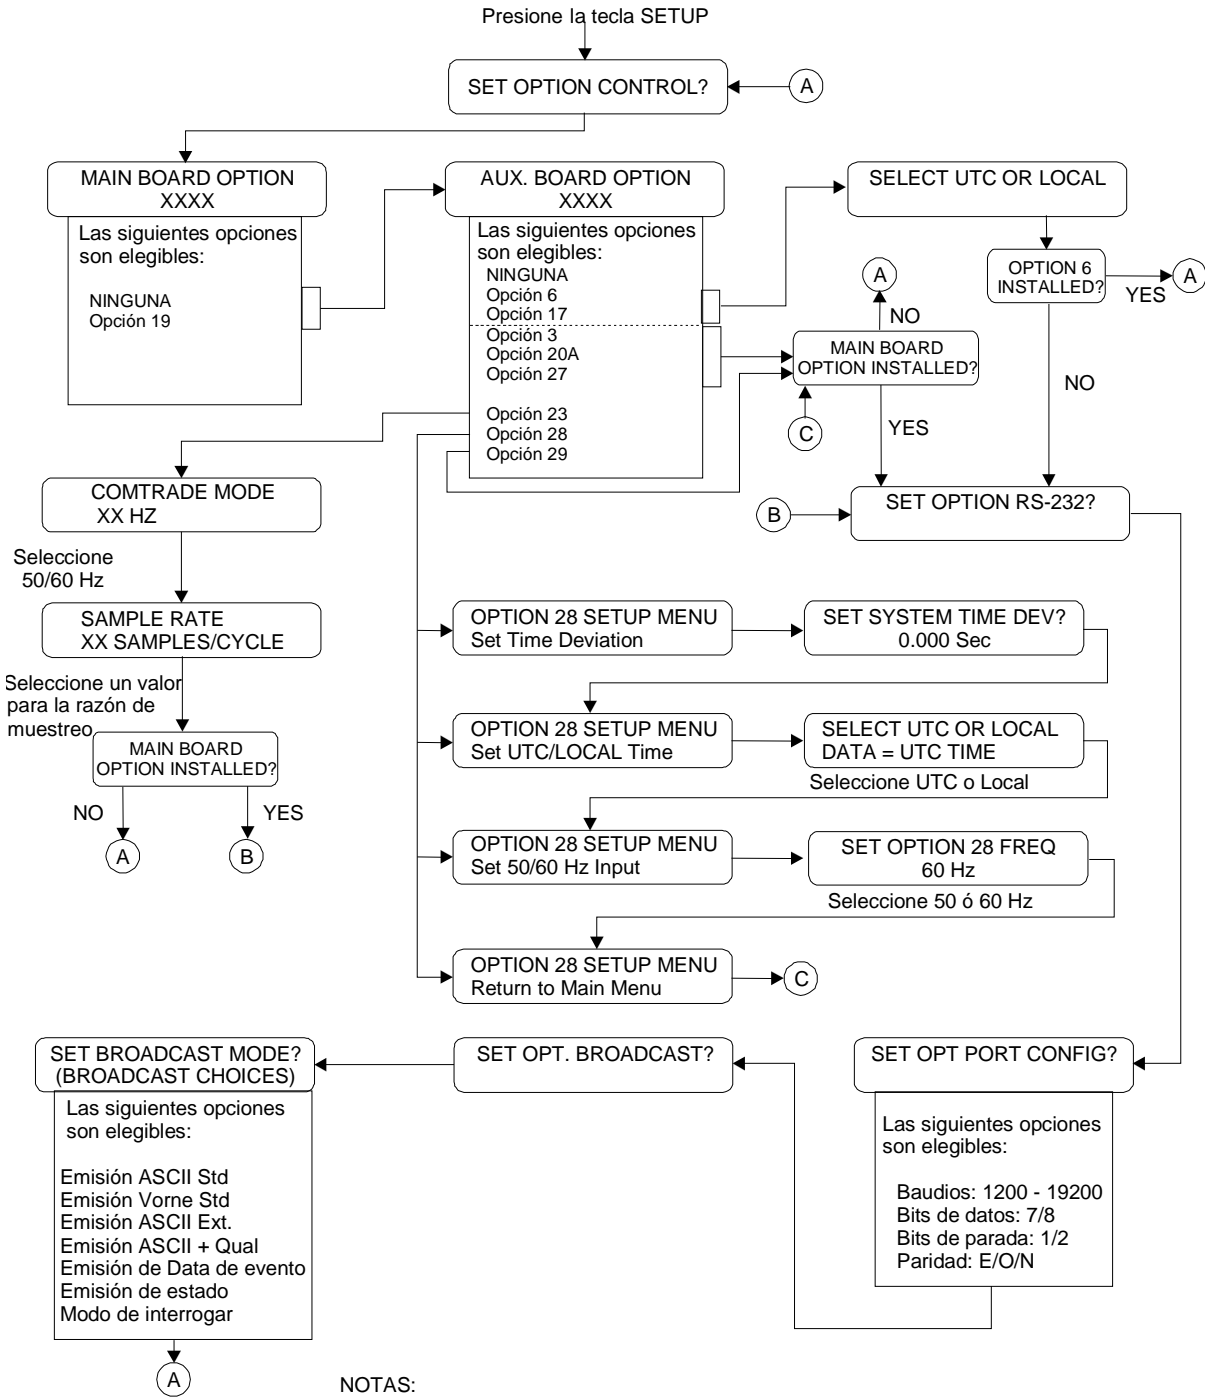 Presione la tecla SETUP
SET OPTION CONTROL?
A
MAIN BOARD OPTION
XXXX
Las siguientes opciones
son elegibles:
NINGUNA
Opción 19
AUX. BOARD OPTION
XXXX
Las siguientes opciones
son elegibles:
NINGUNA
Opción 6
Opción 17
Opción 3
Opción 20A
Opción 27
Opción 23
Opción 28
Opción 29
SELECT UTC OR LOCAL
OPTION 6
INSTALLED?
YES
A
NO
A
NO
MAIN BOARD
OPTION INSTALLED?
C
YES
B
SET OPTION RS-232?
COMTRADE MODE
XX HZ
Seleccione
50/60 Hz
SAMPLE RATE
XX SAMPLES/CYCLE
Seleccione un valor
para la razón de
muestreo
MAIN BOARD
OPTION INSTALLED?
NO
YES
A
B
OPTION 28 SETUP MENU
Set Time Deviation
SET SYSTEM TIME DEV?
0.000 Sec
OPTION 28 SETUP MENU
Set UTC/LOCAL Time
SELECT UTC OR LOCAL
DATA = UTC TIME
Seleccione UTC o Local
OPTION 28 SETUP MENU
Set 50/60 Hz Input
SET OPTION 28 FREQ
60 Hz
Seleccione 50 ó 60 Hz
OPTION 28 SETUP MENU
Return to Main Menu
C
SET BROADCAST MODE?
(BROADCAST CHOICES)
Las siguientes opciones
son elegibles:
Emisión ASCII Std
Emisión Vorne Std
Emisión ASCII Ext.
Emisión ASCII + Qual
Emisión de Data de evento
Emisión de estado
Modo de interrogar
A
SET OPT. BROADCAST?
SET OPT PORT CONFIG?
Las siguientes opciones
son elegibles:
Baudios: 1200 - 19200
Bits de datos: 7/8
Bits de parada: 1/2
Paridad: E/O/N
NOTAS: